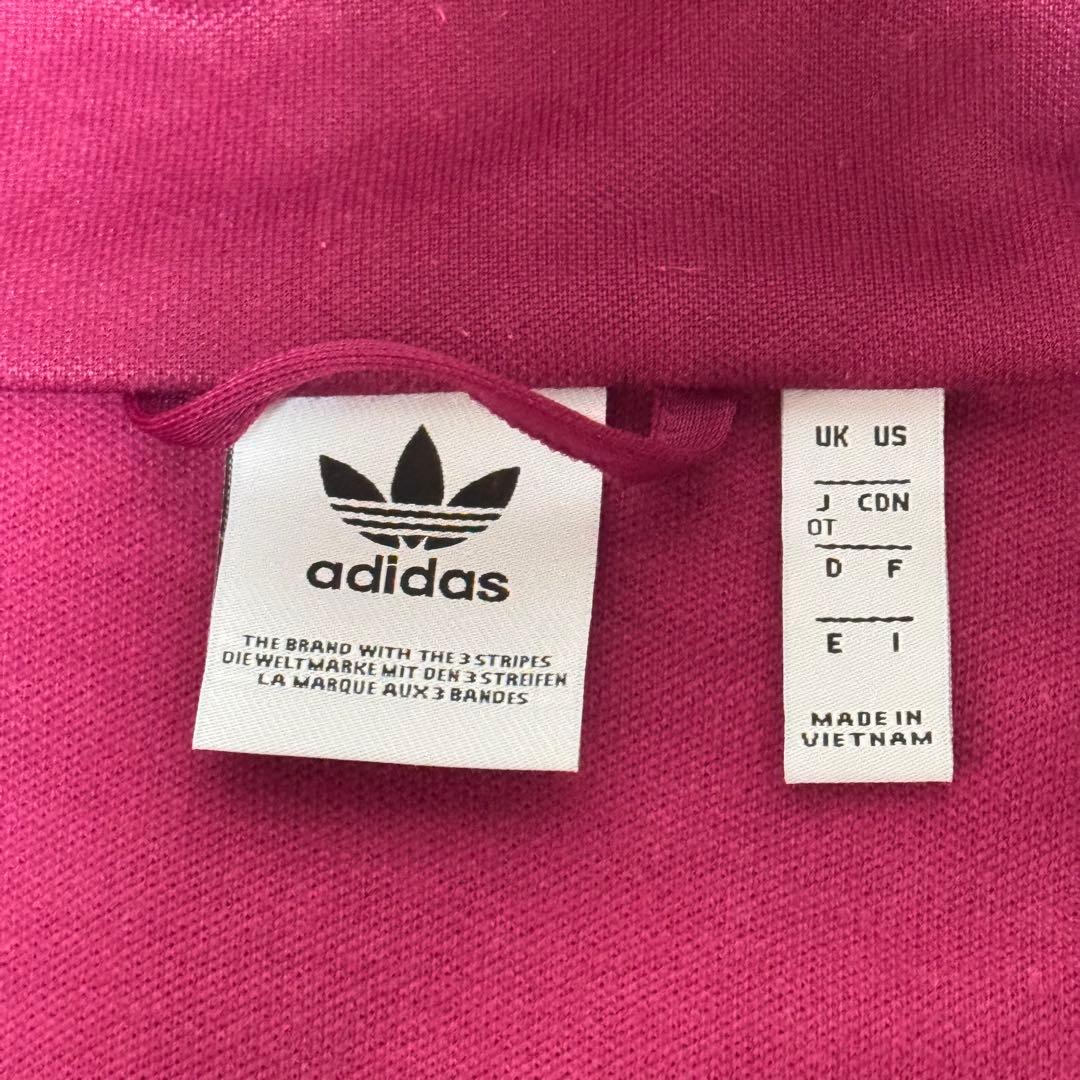 adidas
THE BRAND WITH THE 3 STRIPES
DIE WELTMARKE MIT DEN 3 STREIFEN
LA MARQUE AUX 3 BANDES
UK US
J CDN
OT
D F
E I
MADE IN
VIETNAM